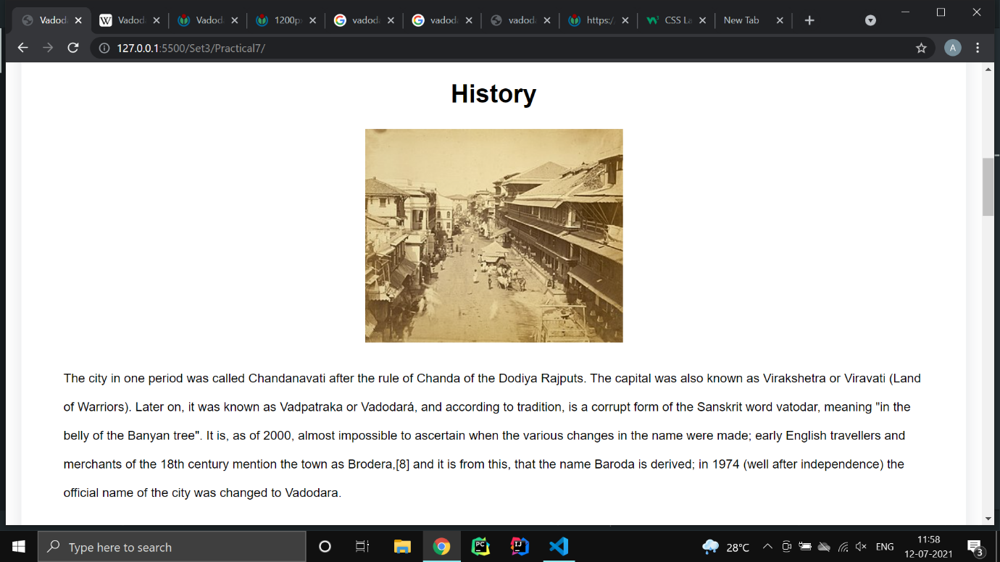 Vadod
Vadod
Vadod
1200p
vadod
vadod
vadod
https:/
CSS La
New Tab
127.0.0.1:5500/Set3/Practical7/
A
History
The city in one period was called Chandanavati after the rule of Chanda of the Dodiya Rajputs. The capital was also known as Virakshetra or Viravati (Land
of Warriors). Later on, it was known as Vadpatraka or Vadodará, and according to tradition, is a corrupt form of the Sanskrit word vatodar, meaning "in the
belly of the Banyan tree". It is, as of 2000, almost impossible to ascertain when the various changes in the name were made; early English travellers and
merchants of the 18th century mention the town as Brodera,[8] and it is from this, that the name Baroda is derived; in 1974 (well after independence) the
official name of the city was changed to Vadodara.
Type here to search
PC
IJ
28°C
ENG
11:58
12-07-2021
3